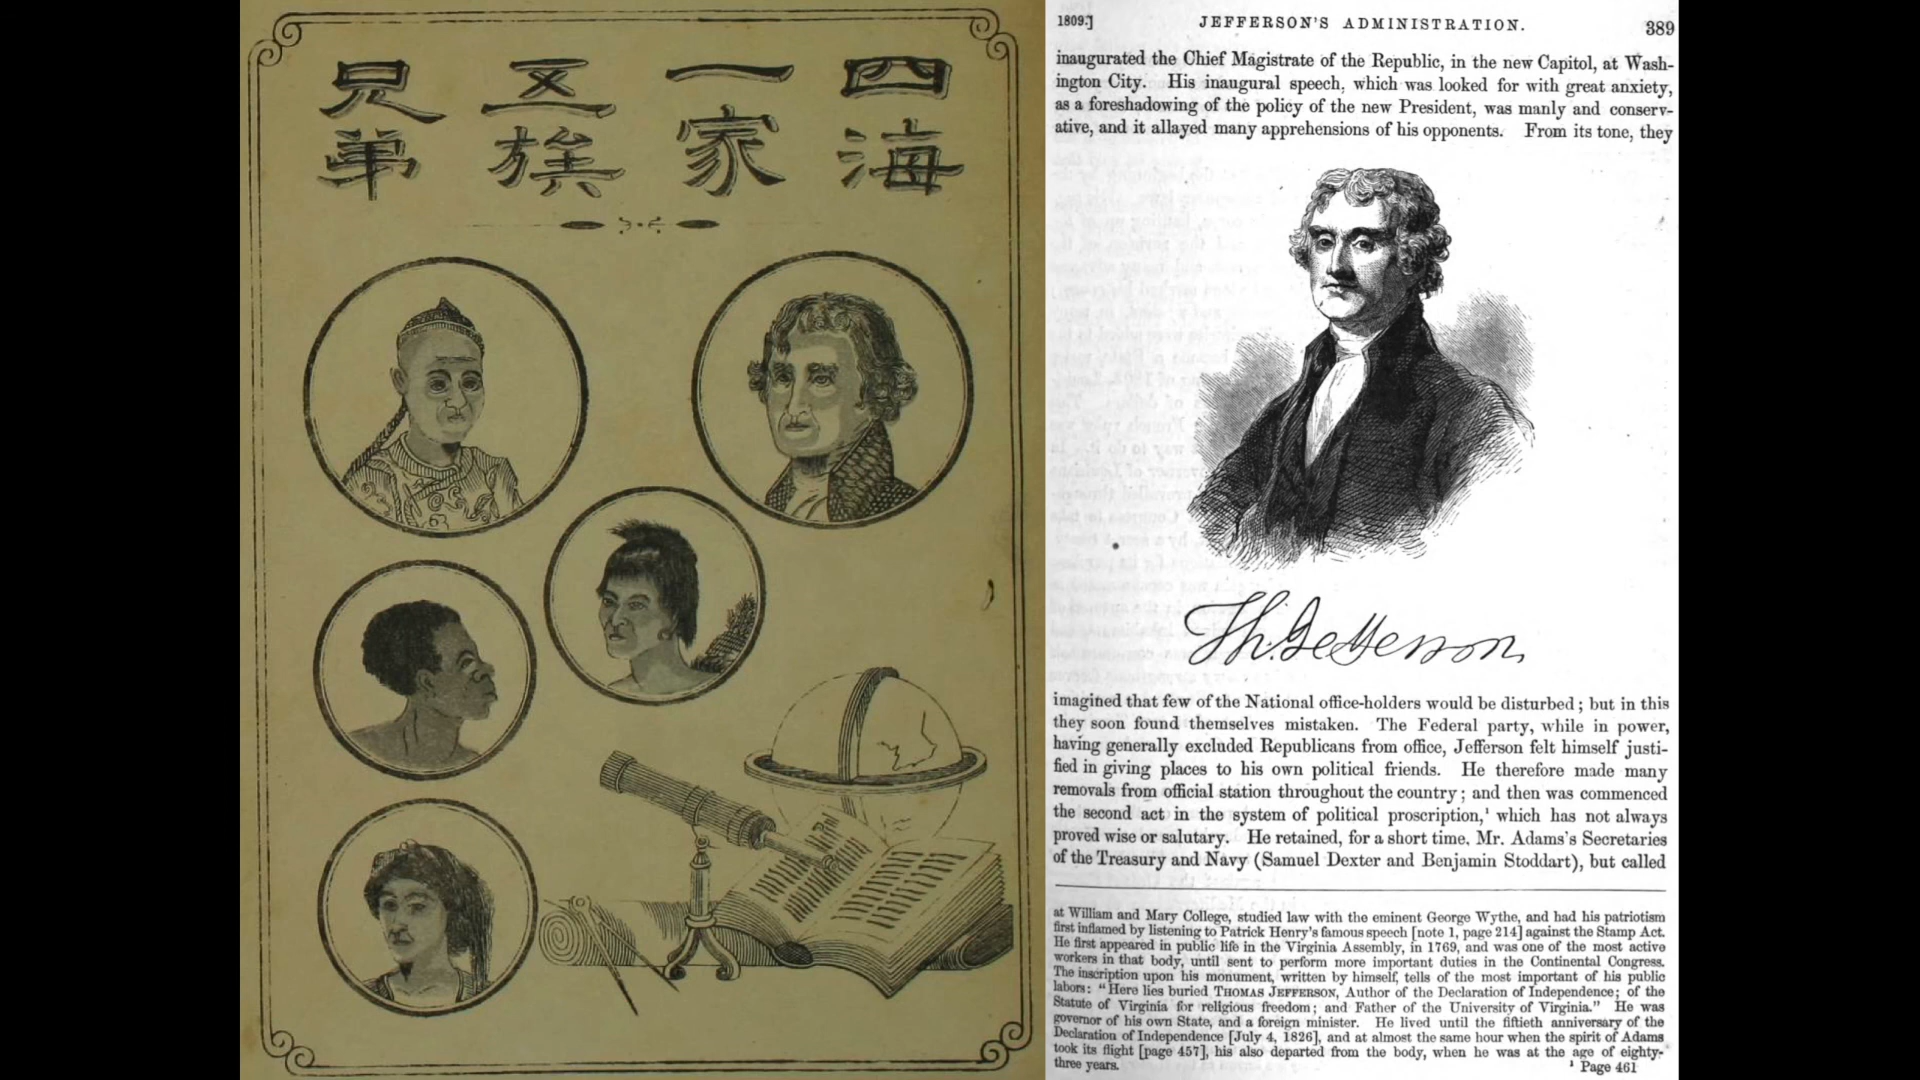 四海
一家
五族
兄弟
1809.] JEFFERSON'S ADMINISTRATION. 389
inaugurated the Chief Magistrate of the Republic, in the new Capitol, at Wash-
ington City. His inaugural speech, which was looked for with great anxiety,
as a foreshadowing of the policy of the new President, was manly and conserv-
ative, and it allayed many apprehensions of his opponents. From its tone, they
Th. Jefferson
imagined that few of the National office-holders would be disturbed; but in this
they soon found themselves mistaken. The Federal party, while in power,
having generally excluded Republicans from office, Jefferson felt himself justi-
fied in giving places to his own political friends. He therefore made many
removals from official station throughout the country; and then was commenced
the second act in the system of political proscription,¹ which has not always
proved wise or salutary. He retained, for a short time, Mr. Adams's Secretaries
of the Treasury and Navy (Samuel Dexter and Benjamin Stoddart), but called
at William and Mary College, studied law with the eminent George Wythe, and had his patriotism
first inflamed by listening to Patrick Henry's famous speech [note 1, page 214] against the Stamp Act.
He first appeared in public life in the Virginia Assembly, in 1769, and was one of the most active
workers in that body, until sent to perform more important duties in the Continental Congress.
The inscription upon his monument, written by himself, tells of the most important of his public
labors: "Here lies buried THOMAS JEFFERSON, Author of the Declaration of Independence; of the
Statute of Virginia for religious freedom; and Father of the University of Virginia." He was
governor of his own State, and a foreign minister. He lived until the fiftieth anniversary of the
Declaration of Independence [July 4, 1826], and at almost the same hour when the spirit of Adams
took its flight [page 457], his also departed from the body, when he was at the age of eighty-
three years. ¹ Page 461